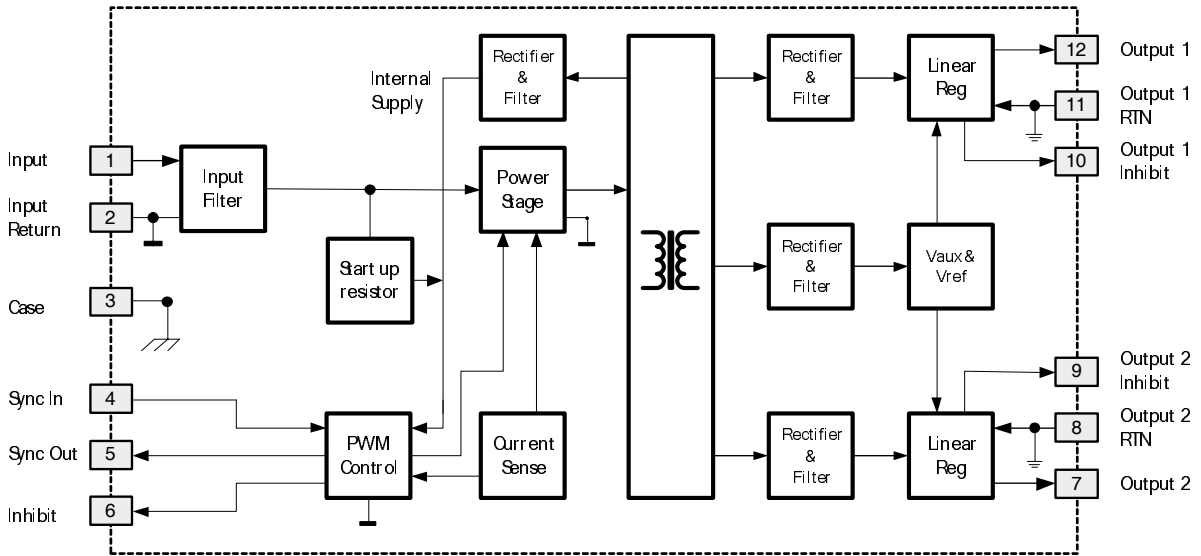 Rectifier
&
Filter
Rectifier
&
Filter
Linear
Reg
12
Output 1
Internal
Supply
11
Output 1
RTN
Input
1
Input
Filter
Power
Stage
10
Output 1
Inhibit
Input
Return
2
Start up
resistor
Rectifier
&
Filter
Vaux &
Vref
Case
3
9
Output 2
Inhibit
Sync In
4
PWM
Control
Current
Sense
Rectifier
&
Filter
Linear
Reg
8
Output 2
RTN
Sync Out
5
7
Output 2
Inhibit
6